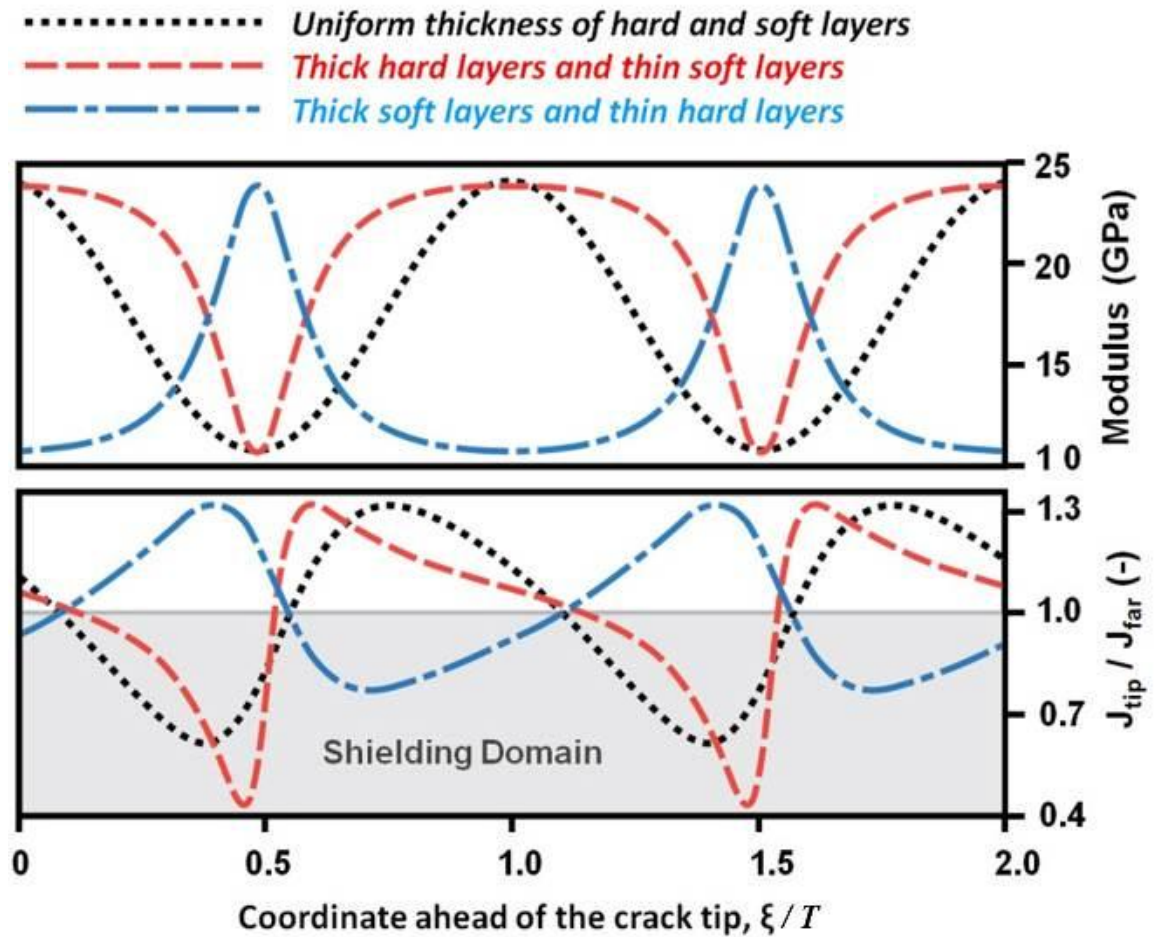 Uniform thickness of hard and soft layers
Thick hard layers and thin soft layers
Thick soft layers and thin hard layers
25
20
15
1 0
Modulus (GPa)
1.3
1.0
0.7
0.4
Jtip / Jfar (-)
Shielding Domain
0 0.5 1.0 1.5 2.0
Coordinate ahead of the crack tip, ξ / T